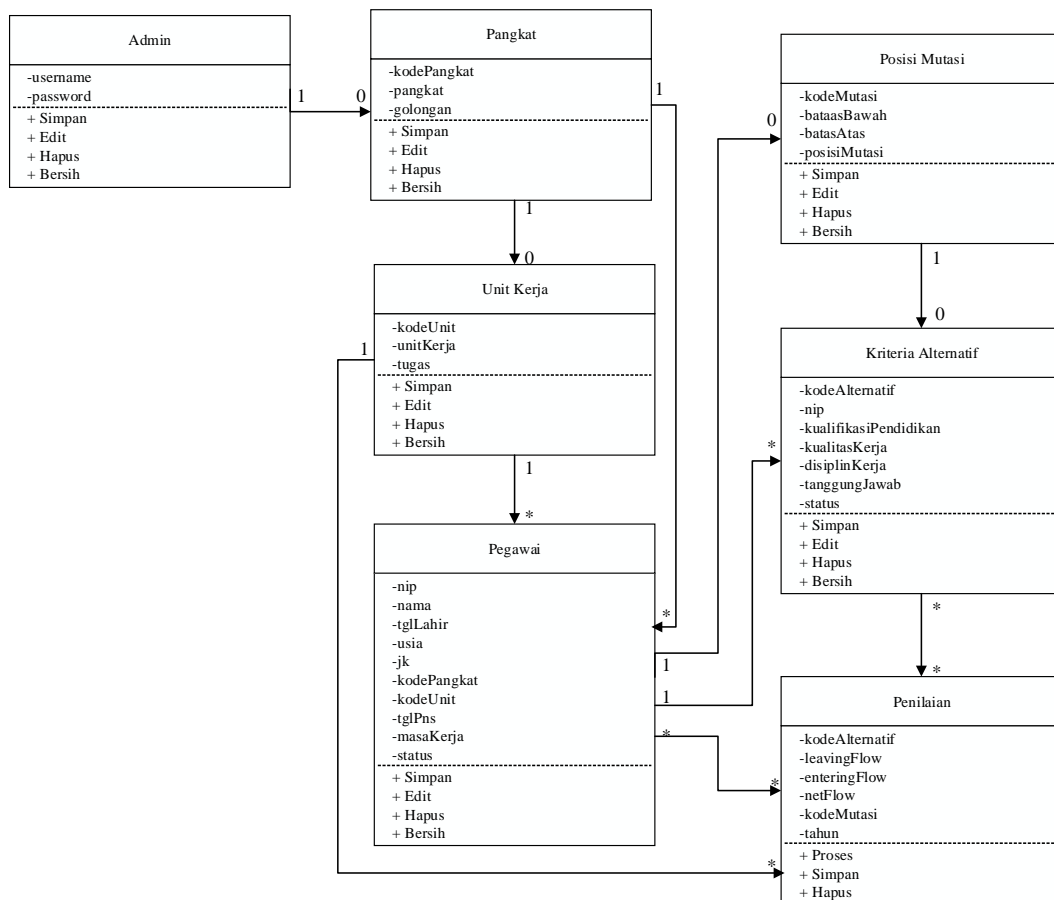 Admin
-username
-password
+ Simpan
+ Edit
+ Hapus
+ Bersih
1
0
Pangkat
-kodePangkat
-pangkat
-golongan
+ Simpan
+ Edit
+ Hapus
+ Bersih
1
1
0
Unit Kerja
-kodeUnit
-unitKerja
-tugas
+ Simpan
+ Edit
+ Hapus
+ Bersih
1
1
*
Pegawai
-nip
-nama
-tglLahir
-usia
-jk
-kodePangkat
-kodeUnit
-tglPns
-masaKerja
-status
+ Simpan
+ Edit
+ Hapus
+ Bersih
*
1
1
*
0
Posisi Mutasi
-kodeMutasi
-bataasBawah
-batasAtas
-posisiMutasi
+ Simpan
+ Edit
+ Hapus
+ Bersih
1
0
*
Kriteria Alternatif
-kodeAlternatif
-nip
-kualifikasiPendidikan
-kualitasKerja
-disiplinKerja
-tanggungJawab
-status
+ Simpan
+ Edit
+ Hapus
+ Bersih
*
*
Penilaian
-kodeAlternatif
-leavingFlow
-enteringFlow
-netFlow
-kodeMutasi
-tahun
+ Proses
+ Simpan
+ Hapus
*
*